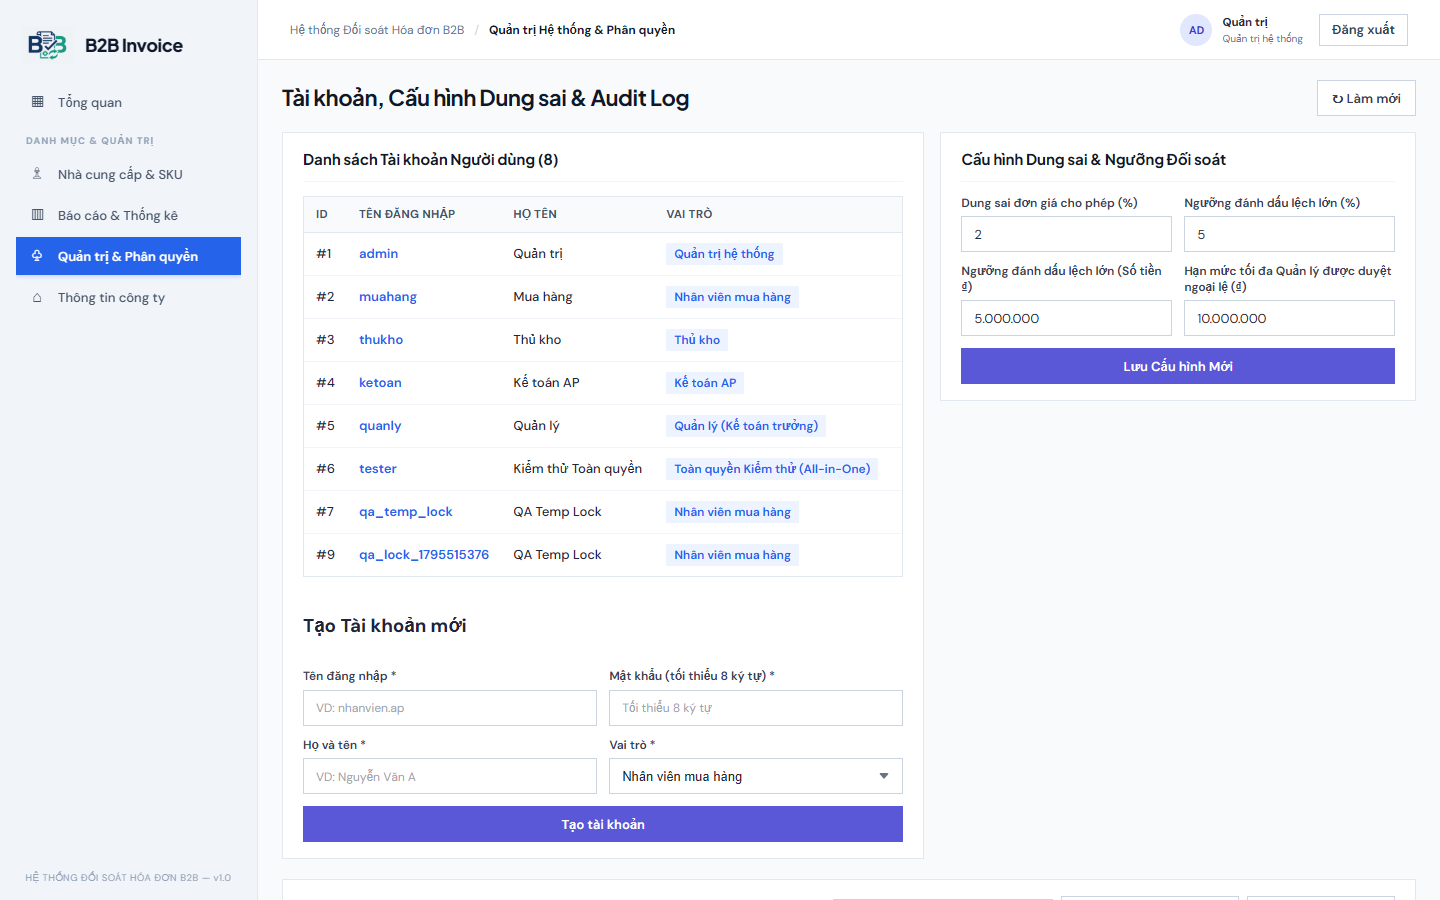 B2B Invoice
Tổng quan
DANH MỤC & QUẢN TRỊ
Nhà cung cấp & SKU
Báo cáo & Thống kê
Quản trị & Phân quyền
Thông tin công ty
HỆ THỐNG ĐỐI SOÁT HÓA ĐƠN B2B — v1.0
Hệ thống Đối soát Hóa đơn B2B / Quản trị Hệ thống & Phân quyền
AD
Quản trị
Quản trị hệ thống
Đăng xuất
Tài khoản, Cấu hình Dung sai & Audit Log
↻ Làm mới
Danh sách Tài khoản Người dùng (8)
ID TÊN ĐĂNG NHẬP HỌ TÊN VAI TRÒ
#1 admin Quản trị Quản trị hệ thống
#2 muahang Mua hàng Nhân viên mua hàng
#3 thukho Thủ kho Thủ kho
#4 ketoan Kế toán AP Kế toán AP
#5 quanly Quản lý Quản lý (Kế toán trưởng)
#6 tester Kiểm thử Toàn quyền Toàn quyền Kiểm thử (All-in-One)
#7 qa_temp_lock QA Temp Lock Nhân viên mua hàng
#9 qa_lock_1795515376 QA Temp Lock Nhân viên mua hàng
Tạo Tài khoản mới
Tên đăng nhập * Mật khẩu (tối thiểu 8 ký tự) *
VD: nhanvien.ap Tối thiểu 8 ký tự
Họ và tên * Vai trò *
VD: Nguyễn Văn A Nhân viên mua hàng
Tạo tài khoản
Cấu hình Dung sai & Ngưỡng Đối soát
Dung sai đơn giá cho phép (%) Ngưỡng đánh dấu lệch lớn (%)
2 5
Ngưỡng đánh dấu lệch lớn (Số tiền
₫)
Hạn mức tối đa Quản lý được duyệt
ngoại lệ (₫)
5.000.000 10.000.000
Lưu Cấu hình Mới